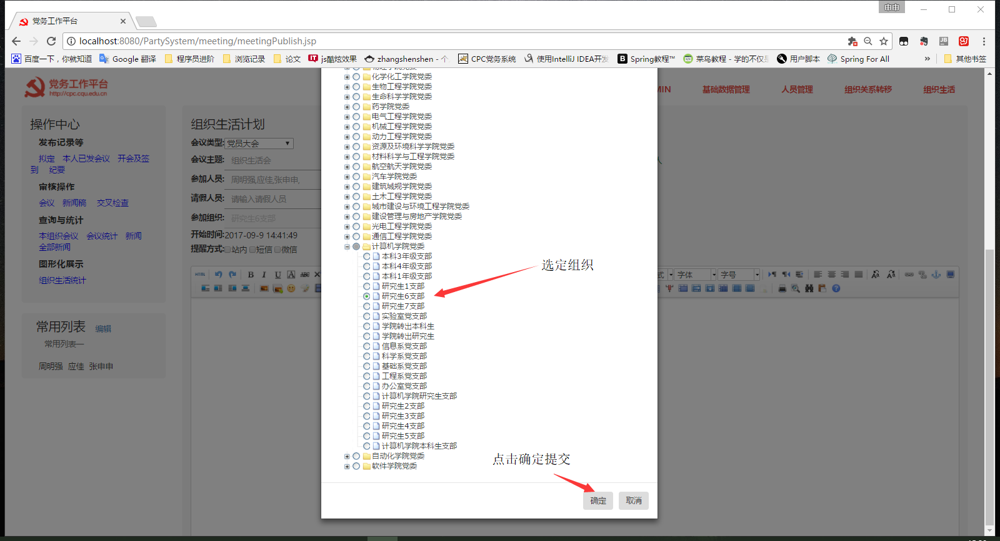 申申
党务工作平台
localhost:8080/PartySystem/meeting/meetingPublish.jsp
百度一下，你就知道 Google 翻译 程序员进阶 浏览记录 论文 js酷炫效果 zhangshenshen - 个 CPC党务系统 使用IntelliJ IDEA开发 Spring教程™ 菜鸟教程 - 学的不仅是 用户脚本 Spring For All » 其他书签
党务工作平台
http://cpc.cqu.edu.cn
MIN 基础数据管理 人员管理 组织关系转移 组织生活
操作中心
发布记录等
拟定 本人已发会议 开会及签
到 纪要
审核操作
会议 新闻稿 交叉检查
查询与统计
本组织会议 会议统计 新闻
全部新闻
图形化展示
组织生活统计
常用列表 编辑
常用列表一
周明强 应佳 张申申
组织生活计划
会议类型: 党员大会
会议主题: 组织生活会
参加人员: 周明强,应佳,张申申,
请假人员: 请输入请假人员
参加组织: 研究生6支部
开始时间:2017-09-9 14:41:49
提醒方式: 站内 短信 微信
HTML B I U A ABC
式 字体 字号
化学化工学院党委
生物工程学院党委
生命科学学院党委
药学院党委
电气工程学院党委
机械工程学院党委
动力工程学院党委
资源及环境科学学院党委
材料科学与工程学院党委
航空航天学院党委
汽车学院党委
建筑城规学院党委
土木工程学院党委
城市建设与环境工程学院党委
建设管理与房地产学院党委
光电工程学院党委
通信工程学院党委
计算机学院党委
本科3年级支部
本科4年级支部
本科1年级支部
研究生1支部
研究生6支部
研究生7支部
实验室党支部
学院转出本科生
学院转出研究生
信息系党支部
科学系党支部
基础系党支部
工程系党支部
办公室党支部
计算机学院研究生支部
研究生2支部
研究生3支部
研究生4支部
研究生5支部
计算机学院本科生支部
自动化学院党委
软件学院党委
选定组织
点击确定提交
确定 取消